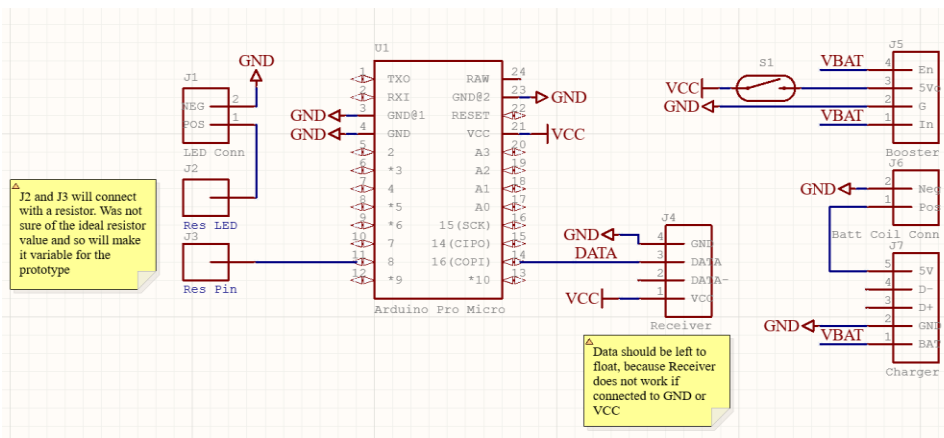 J1
GND
NEG 2
POS 1
LED Conn
J2
Res LED
J3
Res Pin
J2 and J3 will connect
with a resistor. Was not
sure of the ideal resistor
value and so will make
it variable for the
prototype
U1
1 TXO RAW 24
2 RXI GND@2 23 GND
GND 3 GND@1 RESET 22
GND 4 GND VCC 21 VCC
5 2 A3 20
6 *3 A2 19
7 4 A1 18
8 *5 A0 17
9 *6 15(SCK) 16
10 7 14(CIPO) 15
11 8 16(COPI) 14
12 *9 *10 13
Arduino Pro Micro
J4
GND 4 GND
DATA 3 DATA
2 DATA-
VCC 1 VCC
Receiver
Data should be left to
float, because Receiver
does not work if
connected to GND or
VCC
S1
VCC
GND
J5
VBAT 4 En
3 5Vo
2 G
VBAT 1 In
Booster
J6
GND 2 Neg
1 Pos
Batt Coil Conn
J7
5 5V
4 D-
3 D+
GND 2 GND
VBAT 1 BAT
Charger